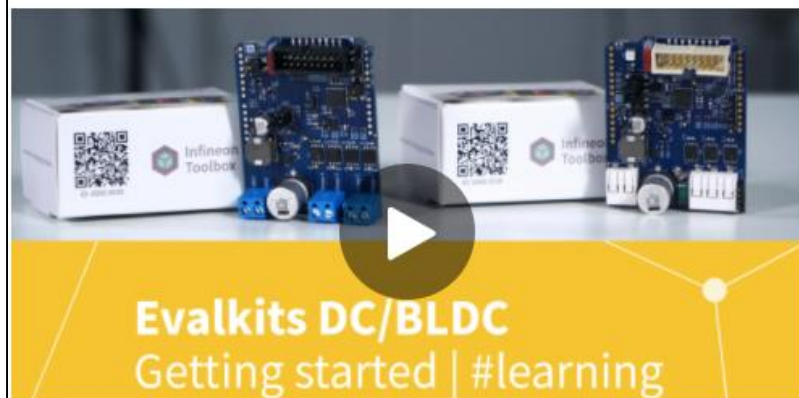 Infineon
Toolbox
Infineon
Toolbox
Evalkits DC/BLDC
Getting started | #learning